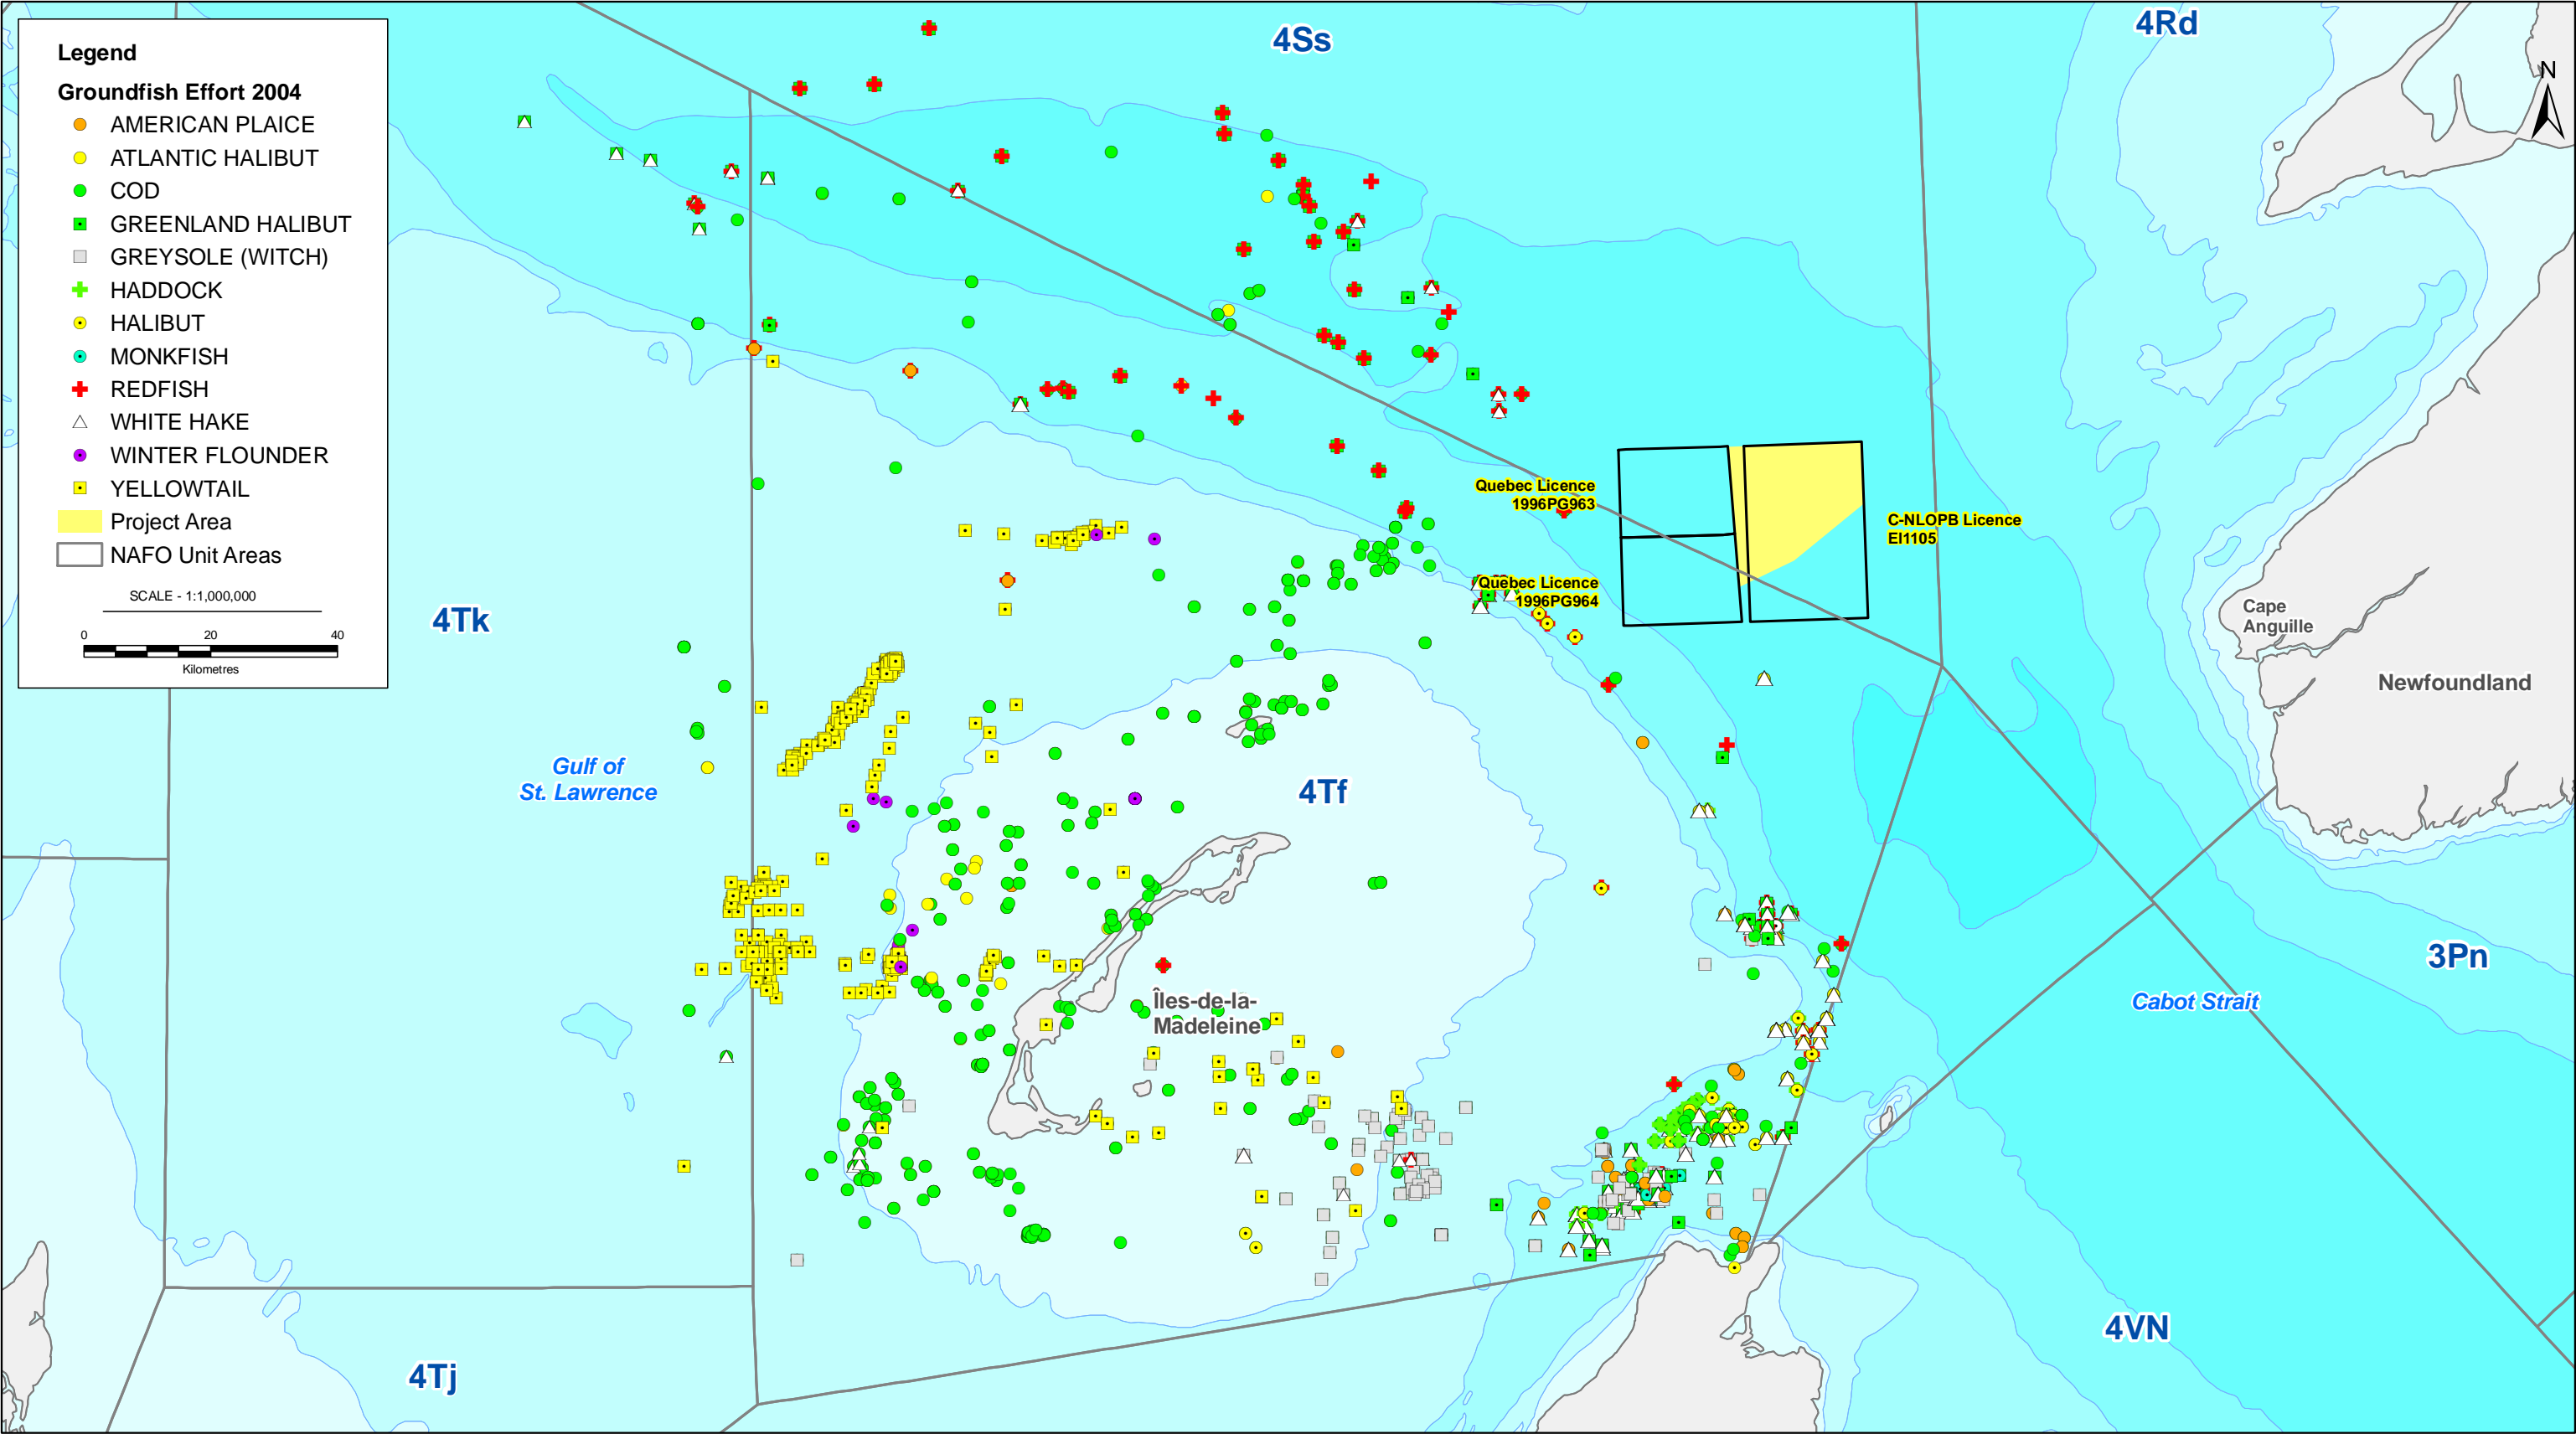 Legend
Groundfish Effort 2004
AMERICAN PLAICE
ATLANTIC HALIBUT
COD
GREENLAND HALIBUT
GREYSOLE (WITCH)
HADDOCK
HALIBUT
MONKFISH
REDFISH
WHITE HAKE
WINTER FLOUNDER
YELLOWTAIL
Project Area
NAFO Unit Areas
SCALE - 1:1,000,000
0 20 40
Kilometres
4Ss
4Rd
N
Quebec Licence
1996PG963
C-NLOPB Licence
El1105
Quebec Licence
1996PG964
4Tk
Cape
Anguille
Newfoundland
Gulf of
St. Lawrence
4Tf
3Pn
Îles-de-la-
Madeleine
Cabot Strait
4VN
4Tj